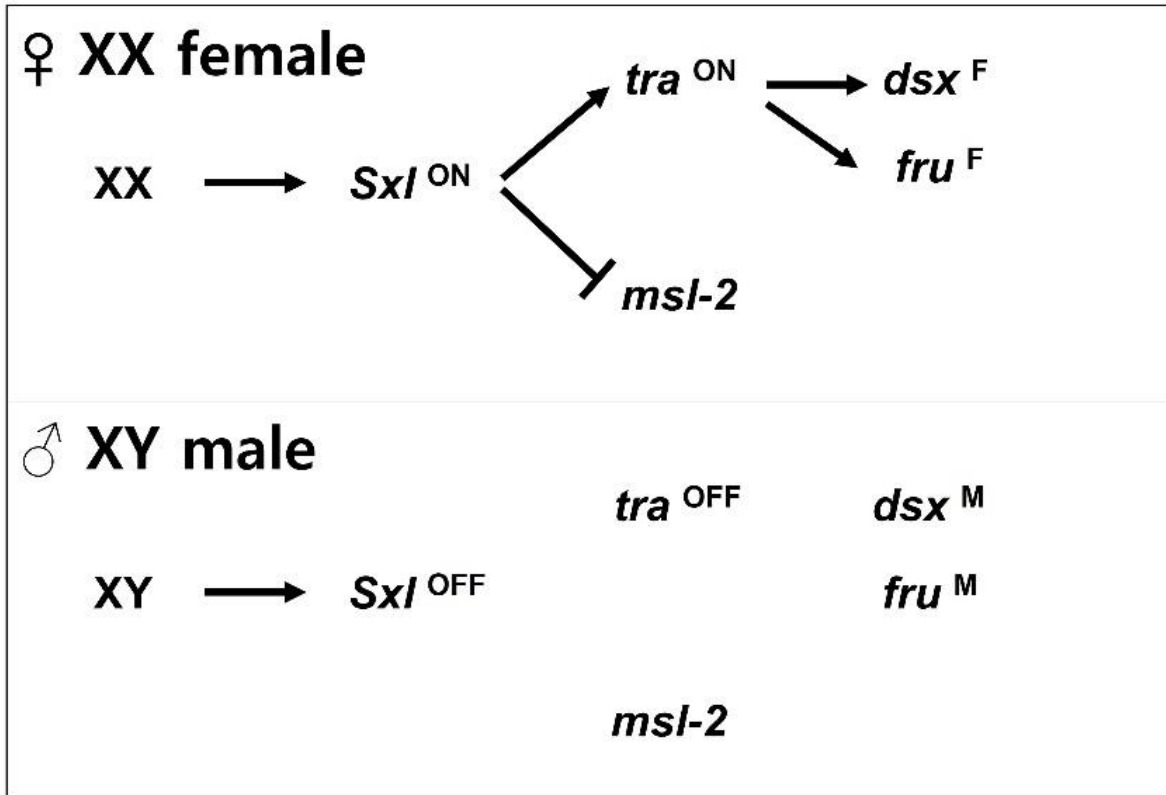 ♀ XX female
tra ON dsx F
fru F
XX Sxl ON
msl-2
♂ XY male
tra OFF dsx M
XY Sxl OFF fru M
msl-2